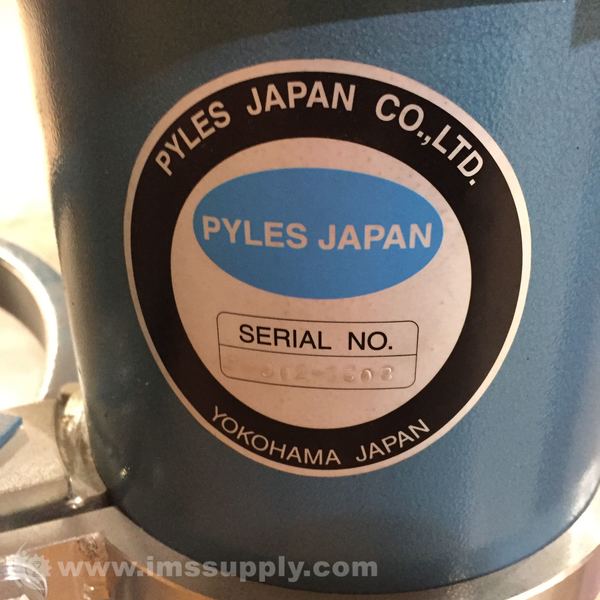 PYLES JAPAN CO.,LTD.
PYLES JAPAN
SERIAL NO.
YOKOHAMA JAPAN
www.imssupply.com